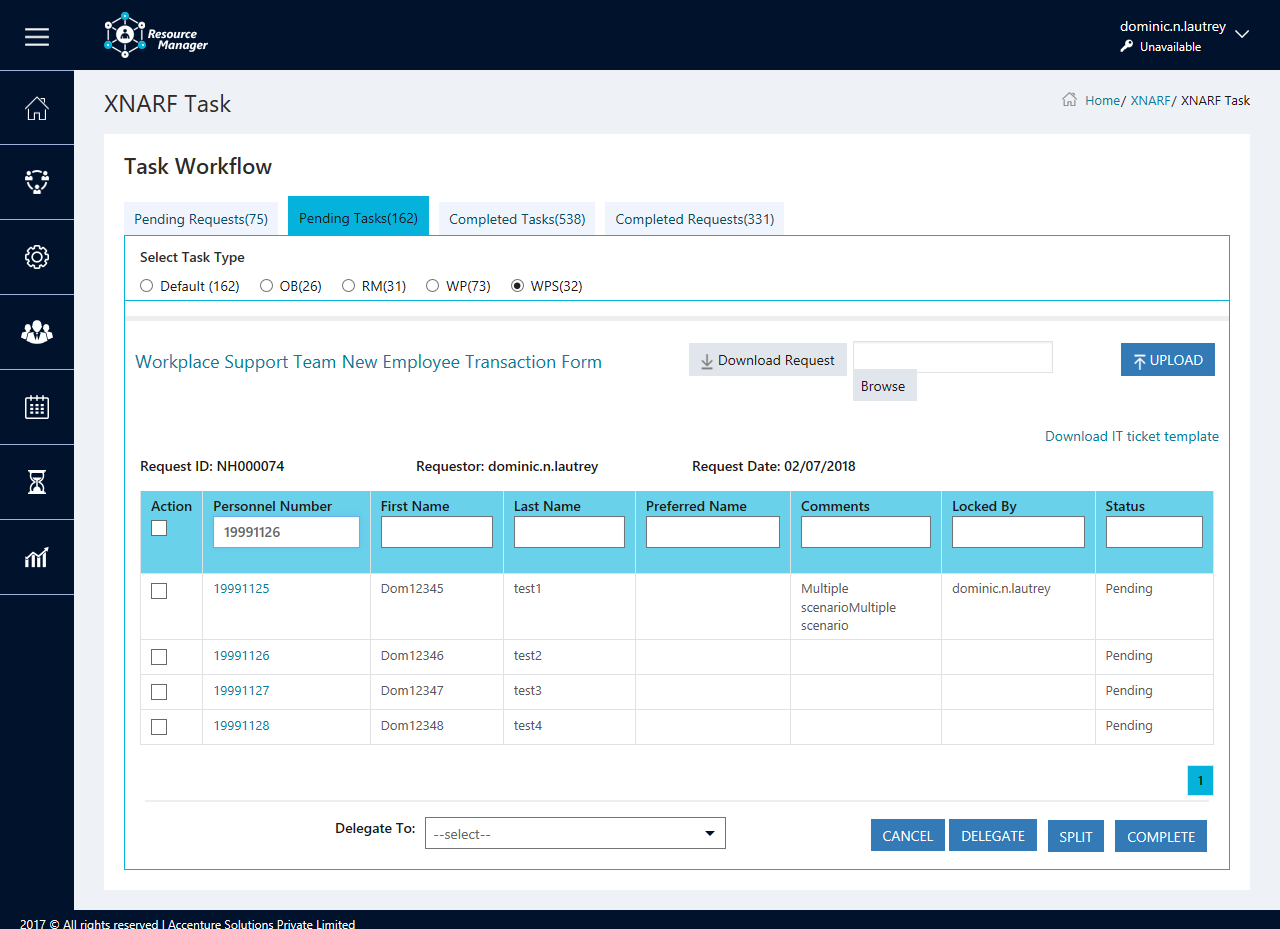 Resource
Manager
dominic.n.lautrey
Unavailable
XNARF Task
Home/ XNARF/ XNARF Task
Task Workflow
Pending Requests(75) Pending Tasks(162) Completed Tasks(538) Completed Requests(331)
Select Task Type
Default (162) OB(26) RM(31) WP(73) WPS(32)
Workplace Support Team New Employee Transaction Form
Download Request
Browse
UPLOAD
Download IT ticket template
Request ID: NH000074 Requestor: dominic.n.lautrey Request Date: 02/07/2018
Action Personnel Number First Name Last Name Preferred Name Comments Locked By Status
19991126
19991125 Dom12345 test1 Multiple dominic.n.lautrey Pending
scenarioMultiple
scenario
19991126 Dom12346 test2 Pending
19991127 Dom12347 test3 Pending
19991128 Dom12348 test4 Pending
1
Delegate To: --select-- CANCEL DELEGATE SPLIT COMPLETE
2017 © All rights reserved | Accenture Solutions Private Limited